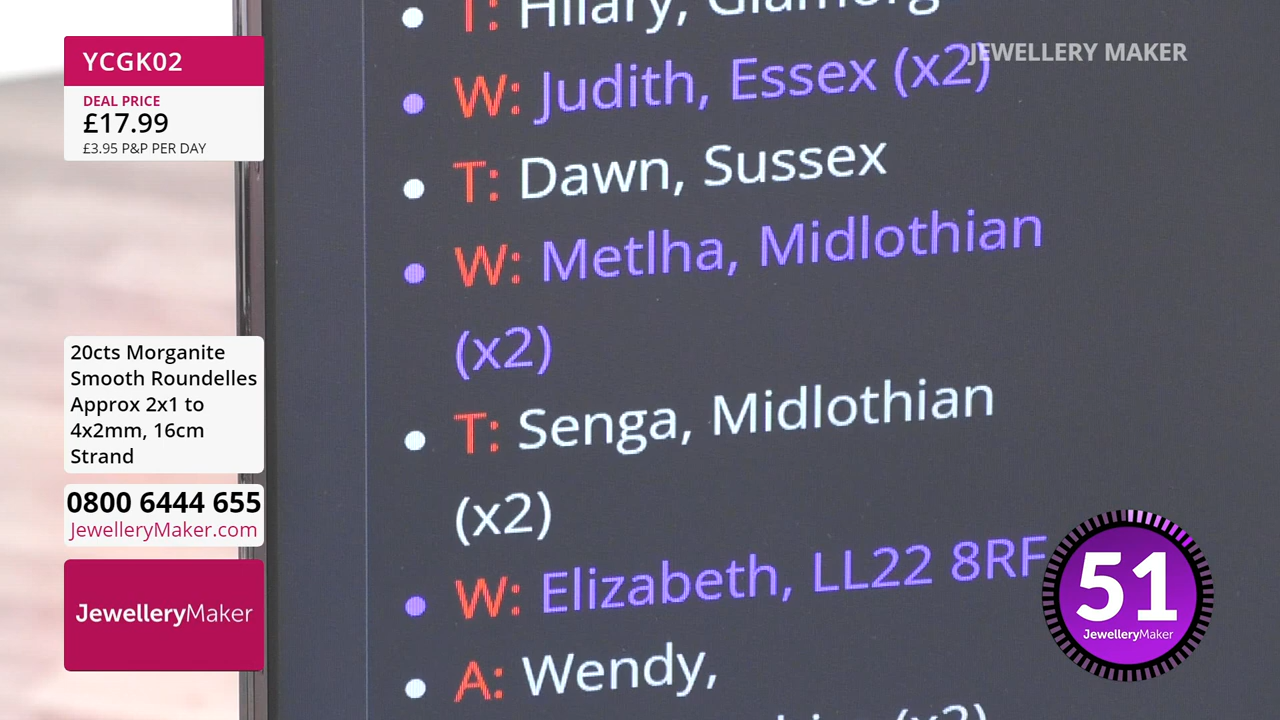 YCGK02
DEAL PRICE
£17.99
£3.95 P&P PER DAY
20cts Morganite
Smooth Roundelles
Approx 2x1 to
4x2mm, 16cm
Strand
0800 6444 655
JewelleryMaker.com
JewelleryMaker
JEWELLERY MAKER
T: Hilary,
W: Judith, Essex (x2)
T: Dawn, Sussex
W: Metlha, Midlothian
(x2)
T: Senga, Midlothian
(x2)
W: Elizabeth, LL22 8RF
A: Wendy,
(x2)
51
JewelleryMaker